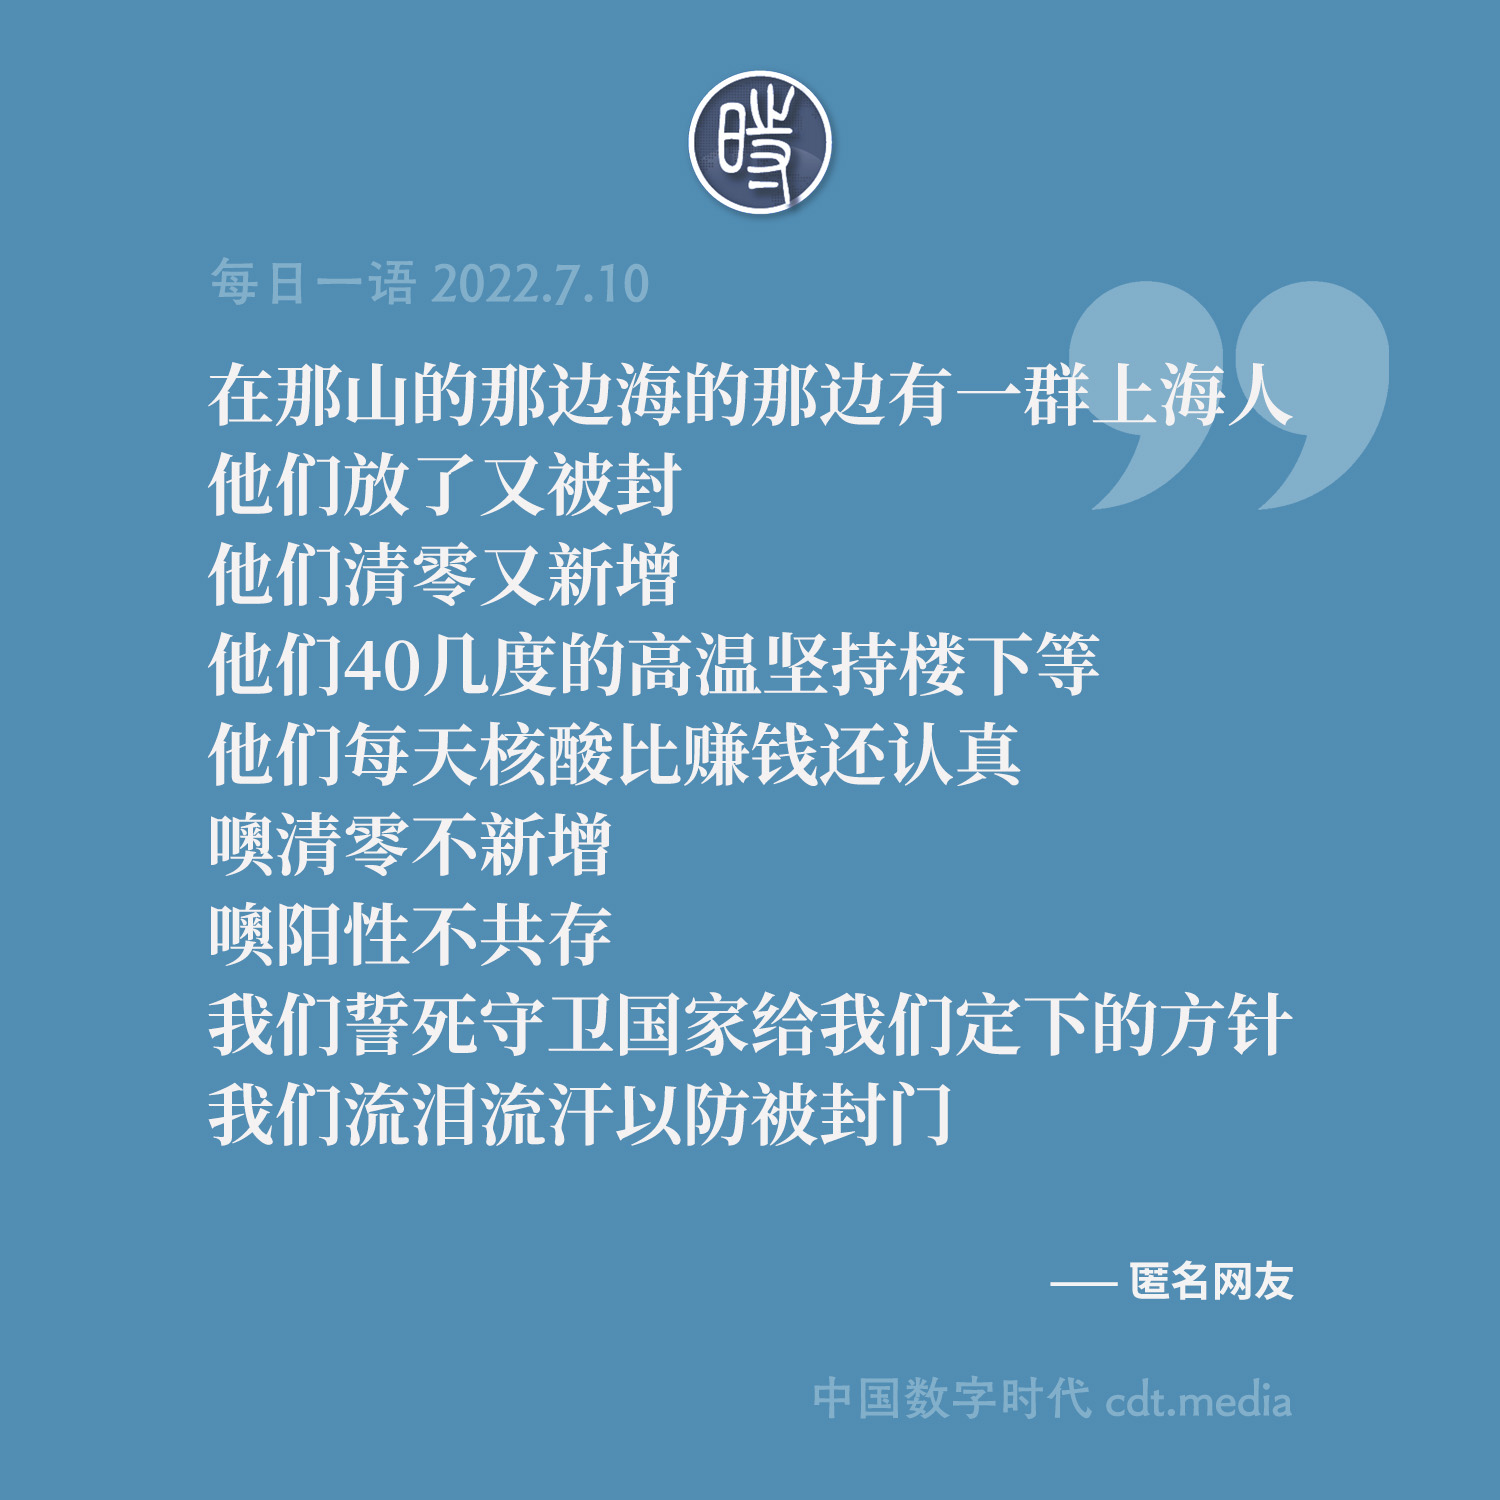 時
每日一语 2022.7.10
在那山的那边海的那边有一群上海人
他们放了又被封
他们清零又新增
他们40几度的高温坚持楼下等
他们每天核酸比赚钱还认真
噢清零不新增
噢阳性不共存
我们誓死守卫国家给我们定下的方针
我们流泪流汗以防被封门
—— 匿名网友
中国数字时代 cdt.media